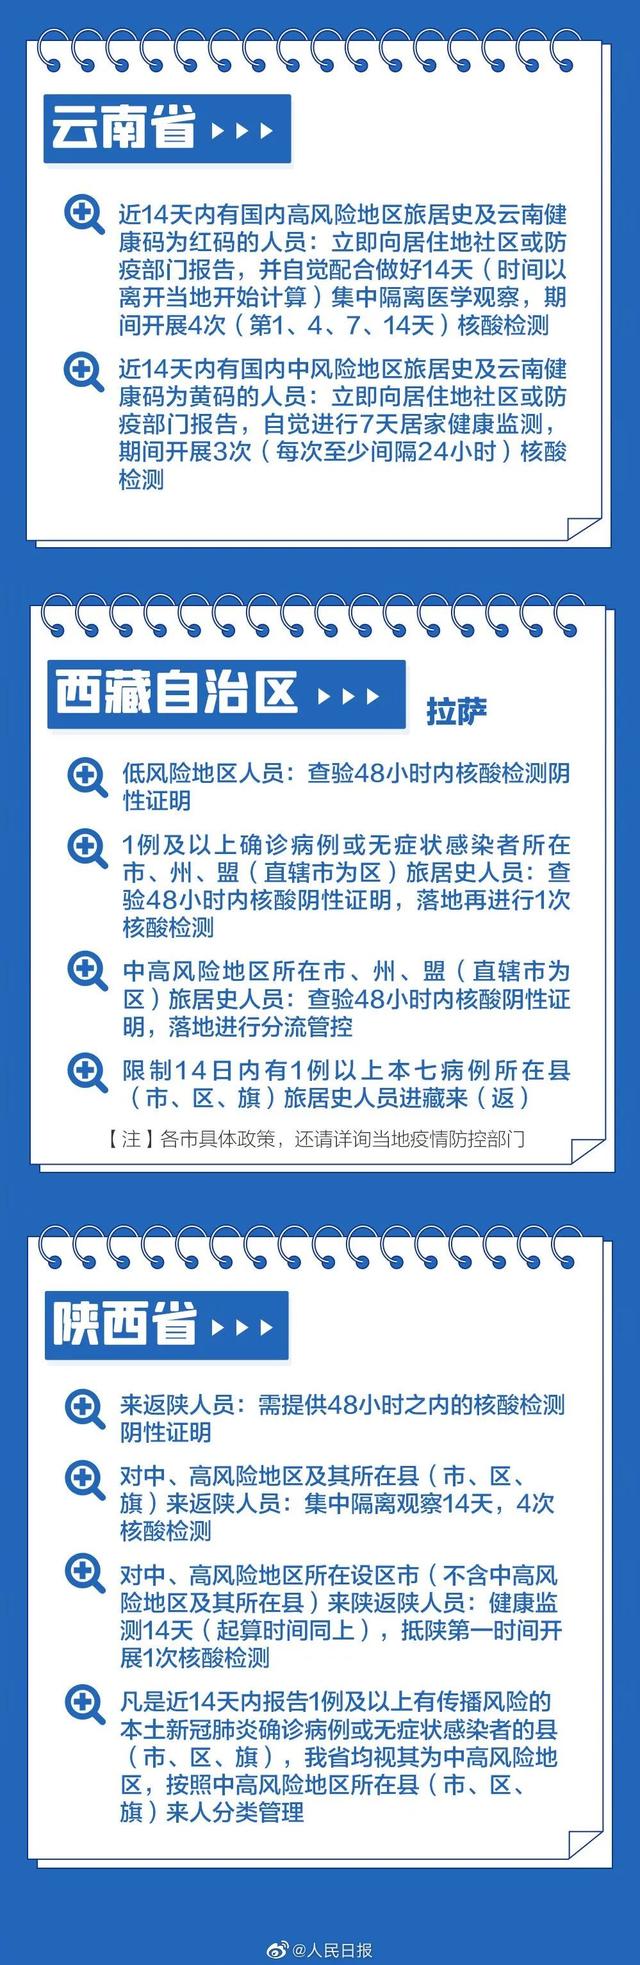 云南省
近14天内有国内高风险地区旅居史及云南健
康码为红码的人员：立即向居住地社区或防
疫部门报告，并自觉配合做好14天（时间以
离开当地开始计算）集中隔离医学观察，期
间开展4次（第1、4、7、14天）核酸检测
近14天内有国内中风险地区旅居史及云南健
康码为黄码的人员：立即向居住地社区或防
疫部门报告，自觉进行7天居家健康监测，
期间开展3次（每次至少间隔24小时）核酸
检测
西藏自治区
拉萨
低风险地区人员：查验48小时内核酸检测阴
性证明
1例及以上确诊病例或无症状感染者所在
市、州、盟（直辖市为区）旅居史人员：查
验48小时内核酸阴性证明，落地再进行1次
核酸检测
中高风险地区所在市、州、盟（直辖市为
区）旅居史人员：查验48小时内核酸阴性证
明，落地进行分流管控
限制14日内有1例以上本七病例所在县
（市、区、旗）旅居史人员进藏来（返）
【注】各市具体政策，还请详询当地疫情防控部门
陕西省
来返陕人员：需提供48小时之内的核酸检测
阴性证明
对中、高风险地区及其所在县（市、区、
旗）来返陕人员：集中隔离观察14天，4次
核酸检测
对中、高风险地区所在设区市（不含中高风
险地区及其所在县）来陕返陕人员：健康监
测14天（起算时间同上），抵陕第一时间开
展1次核酸检测
凡是近14天内报告1例及以上有传播风险的
本土新冠肺炎确诊病例或无症状感染者的县
（市、区、旗），我省均视其为中高风险地
区，按照中高风险地区所在县（市、区、
旗）来人分类管理
@人民日报